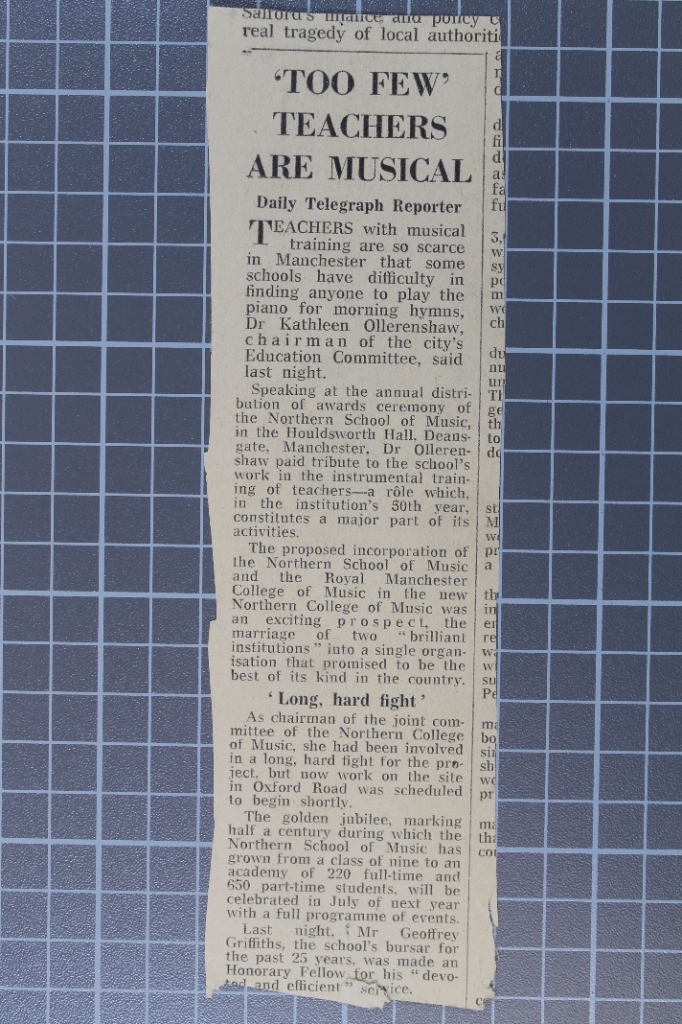 Salford's finance and policy c
real tragedy of local authoriti
'TOO FEW'
TEACHERS
ARE MUSICAL
Daily Telegraph Reporter
TEACHERS with musical
training are so scarce
in Manchester that some
schools have difficulty in
finding anyone to play the
piano for morning hymns,
Dr Kathleen Ollerenshaw,
chairman of the city's
Education Committee, said
last night.
Speaking at the annual distri-
bution of awards ceremony of
the Northern School of Music,
in the Houldsworth Hall, Deans-
gate, Manchester, Dr Olleren-
shaw paid tribute to the school's
work in the instrumental train-
ing of teachers—a rôle which,
in the institution's 50th year,
constitutes a major part of its
activities.
The proposed incorporation of
the Northern School of Music
and the Royal Manchester
College of Music in the new
Northern College of Music was
an exciting prospect, the
marriage of two "brilliant
institutions" into a single organ-
isation that promised to be the
best of its kind in the country.
'Long, hard fight'
As chairman of the joint com-
mittee of the Northern College
of Music, she had been involved
in a long, hard fight for the pro-
ject, but now work on the site
in Oxford Road was scheduled
to begin shortly.
The golden jubilee, marking
half a century during which the
Northern School of Music has
grown from a class of nine to an
academy of 220 full-time and
650 part-time students, will be
celebrated in July of next year
with a full programme of events.
Last night, Mr Geoffrey
Griffiths, the school's bursar for
the past 25 years, was made an
Honorary Fellow for his "devo-
ted and efficient" service.